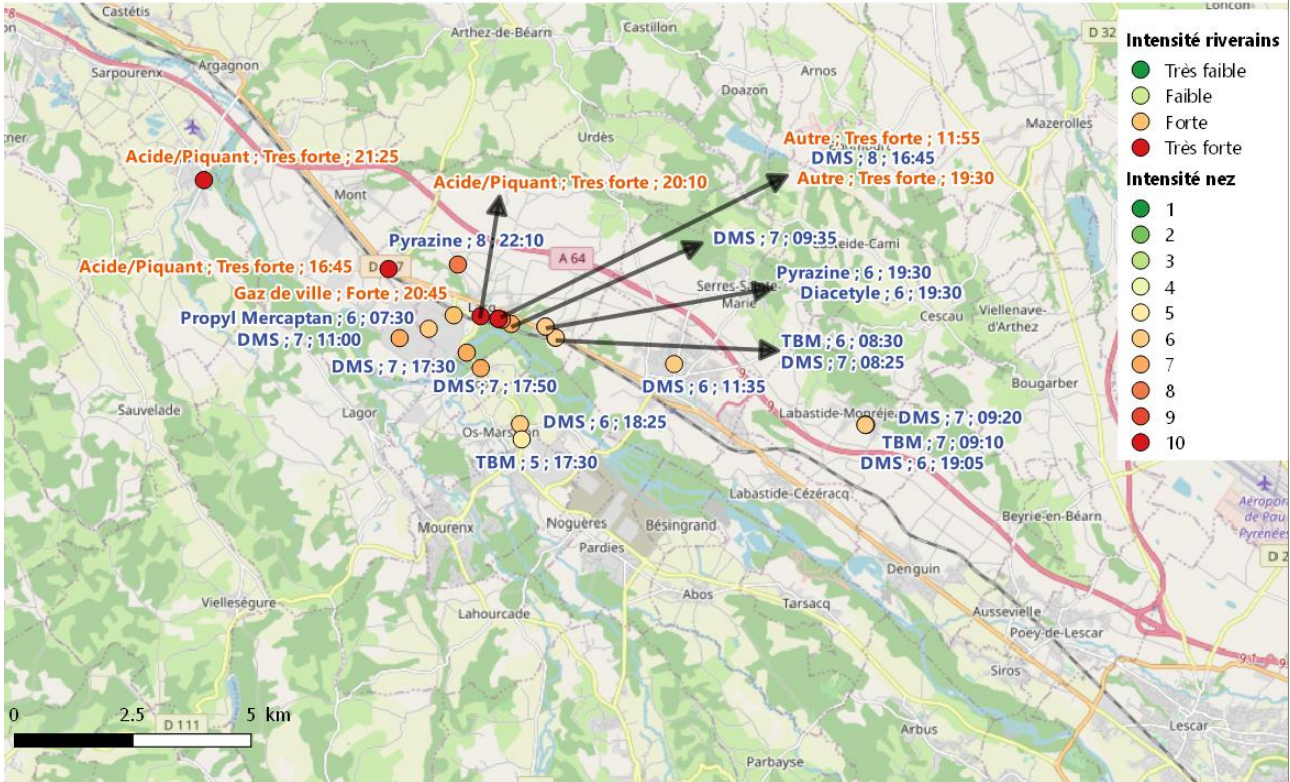 Castétis
Loncon
Arthez-de-Béarn
Castillon
D 32
Argagnon
Sarpourenx
Arnos
Doazon
Mazerolles
Urdès
Intensité riverains
Très faible
Faible
Forte
Très forte
Intensité nez
1
2
3
4
5
6
7
8
9
10
Autre ; Tres forte ; 11:55
DMS ; 8 ; 16:45
Autre ; Tres forte ; 19:30
Acide/Piquant ; Tres forte ; 21:25
Acide/Piquant ; Tres forte ; 20:10
Mont
Pyrazine ; 8 ; 22:10
DMS ; 7 ; 09:35
A 64
Acide/Piquant ; Tres forte ; 16:45
Pyrazine ; 6 ; 19:30
Diacetyle ; 6 ; 19:30
Serres-Sainte-
Marie
Gaz de ville ; Forte ; 20:45
Cescau
Viellenave-
d'Arthez
Propyl Mercaptan ; 6 ; 07:30
DMS ; 7 ; 11:00
TBM ; 6 ; 08:30
DMS ; 7 ; 08:25
DMS ; 7 ; 17:30
DMS ; 7 ; 17:50
DMS ; 6 ; 11:35
Bougarber
Sauvelade
Lagor
DMS ; 6 ; 18:25
DMS ; 7 ; 09:20
TBM ; 7 ; 09:10
DMS ; 6 ; 19:05
TBM ; 5 ; 17:30
Labastide-Cézéracq
Mourenx
Noguères
Bésingrand
Pardies
Beyrie-en-Béarn
Aéropor
de Pau
Pyrénées
D 2
Denguin
Vielleségure
Lahourcade
Abos
Tarsacq
Aussevielle
Poey-de-Lescar
Siros
0
2.5
5 km
D 111
Arbus
Lescar
Parbayse